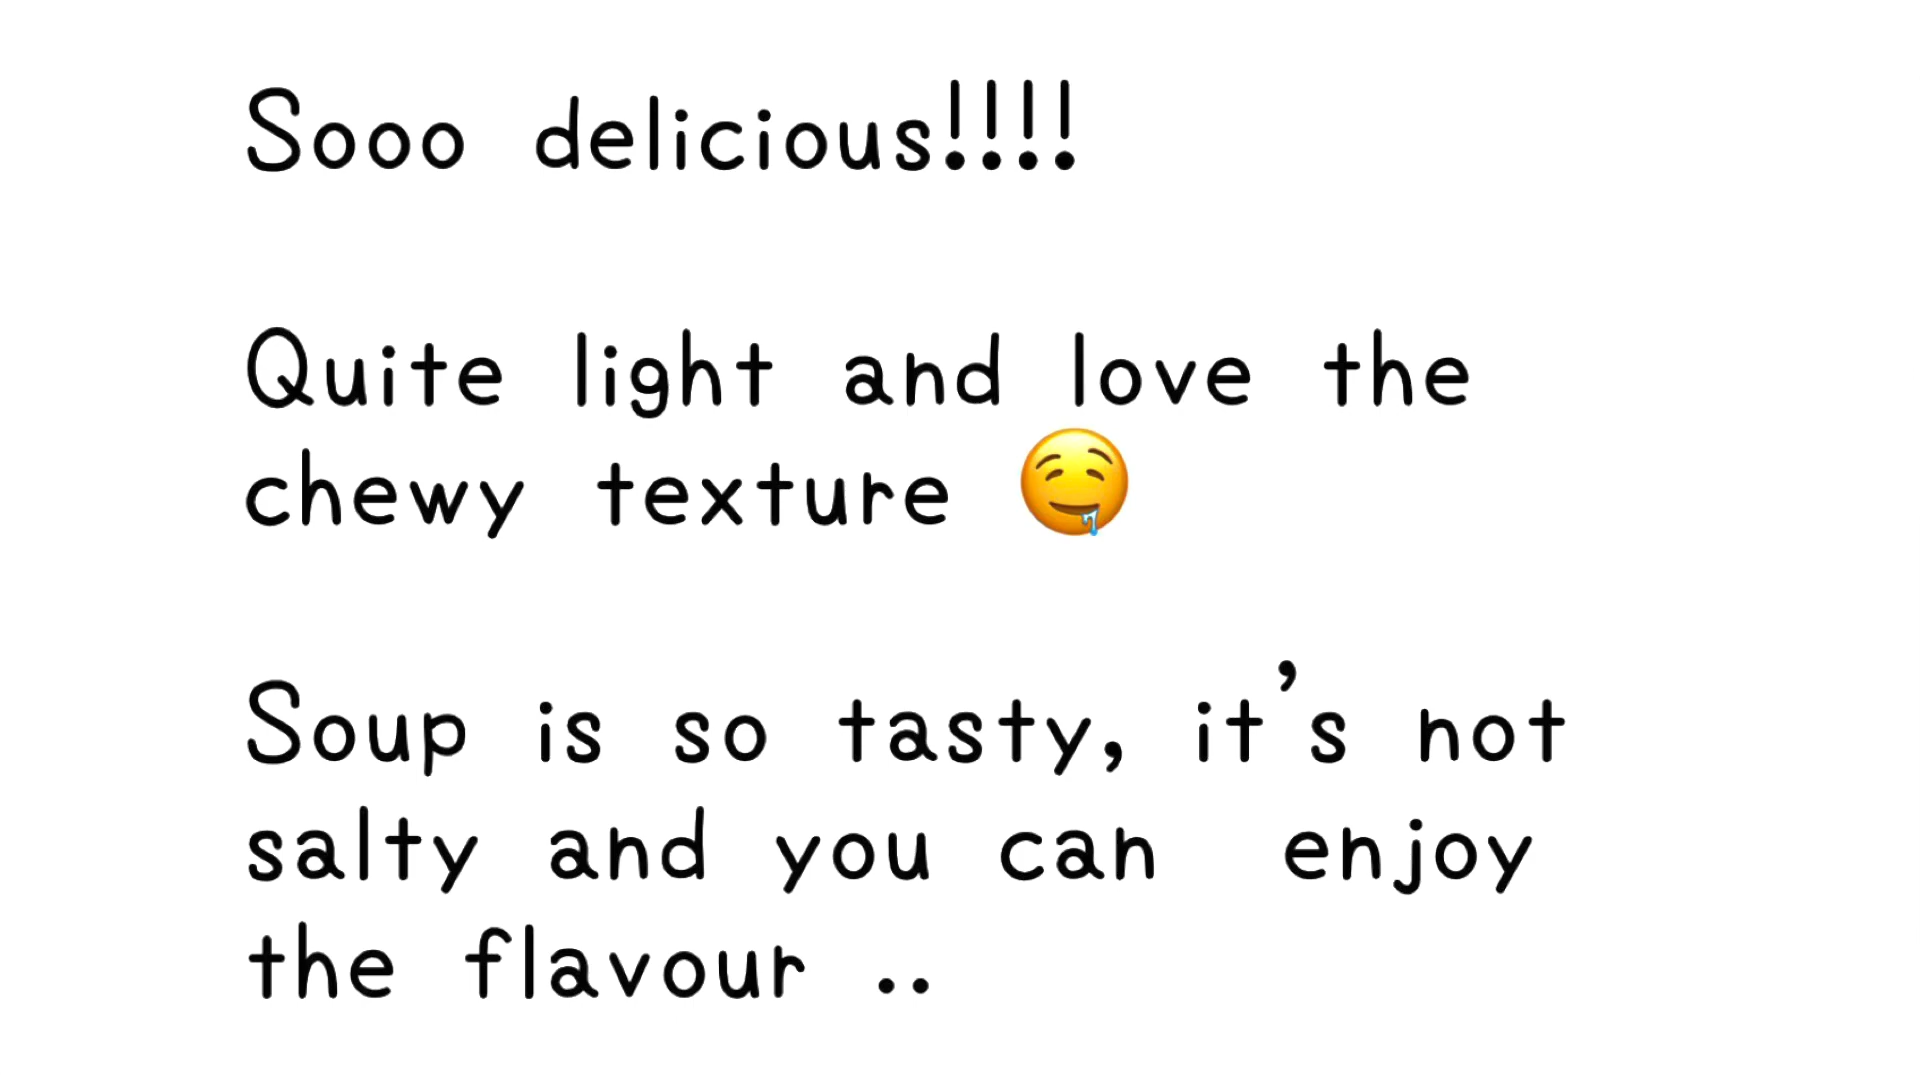 Sooo delicious!!!!
Quite light and love the
chewy texture 🤤
Soup is so tasty, it's not
salty and you can  enjoy
the flavour ..